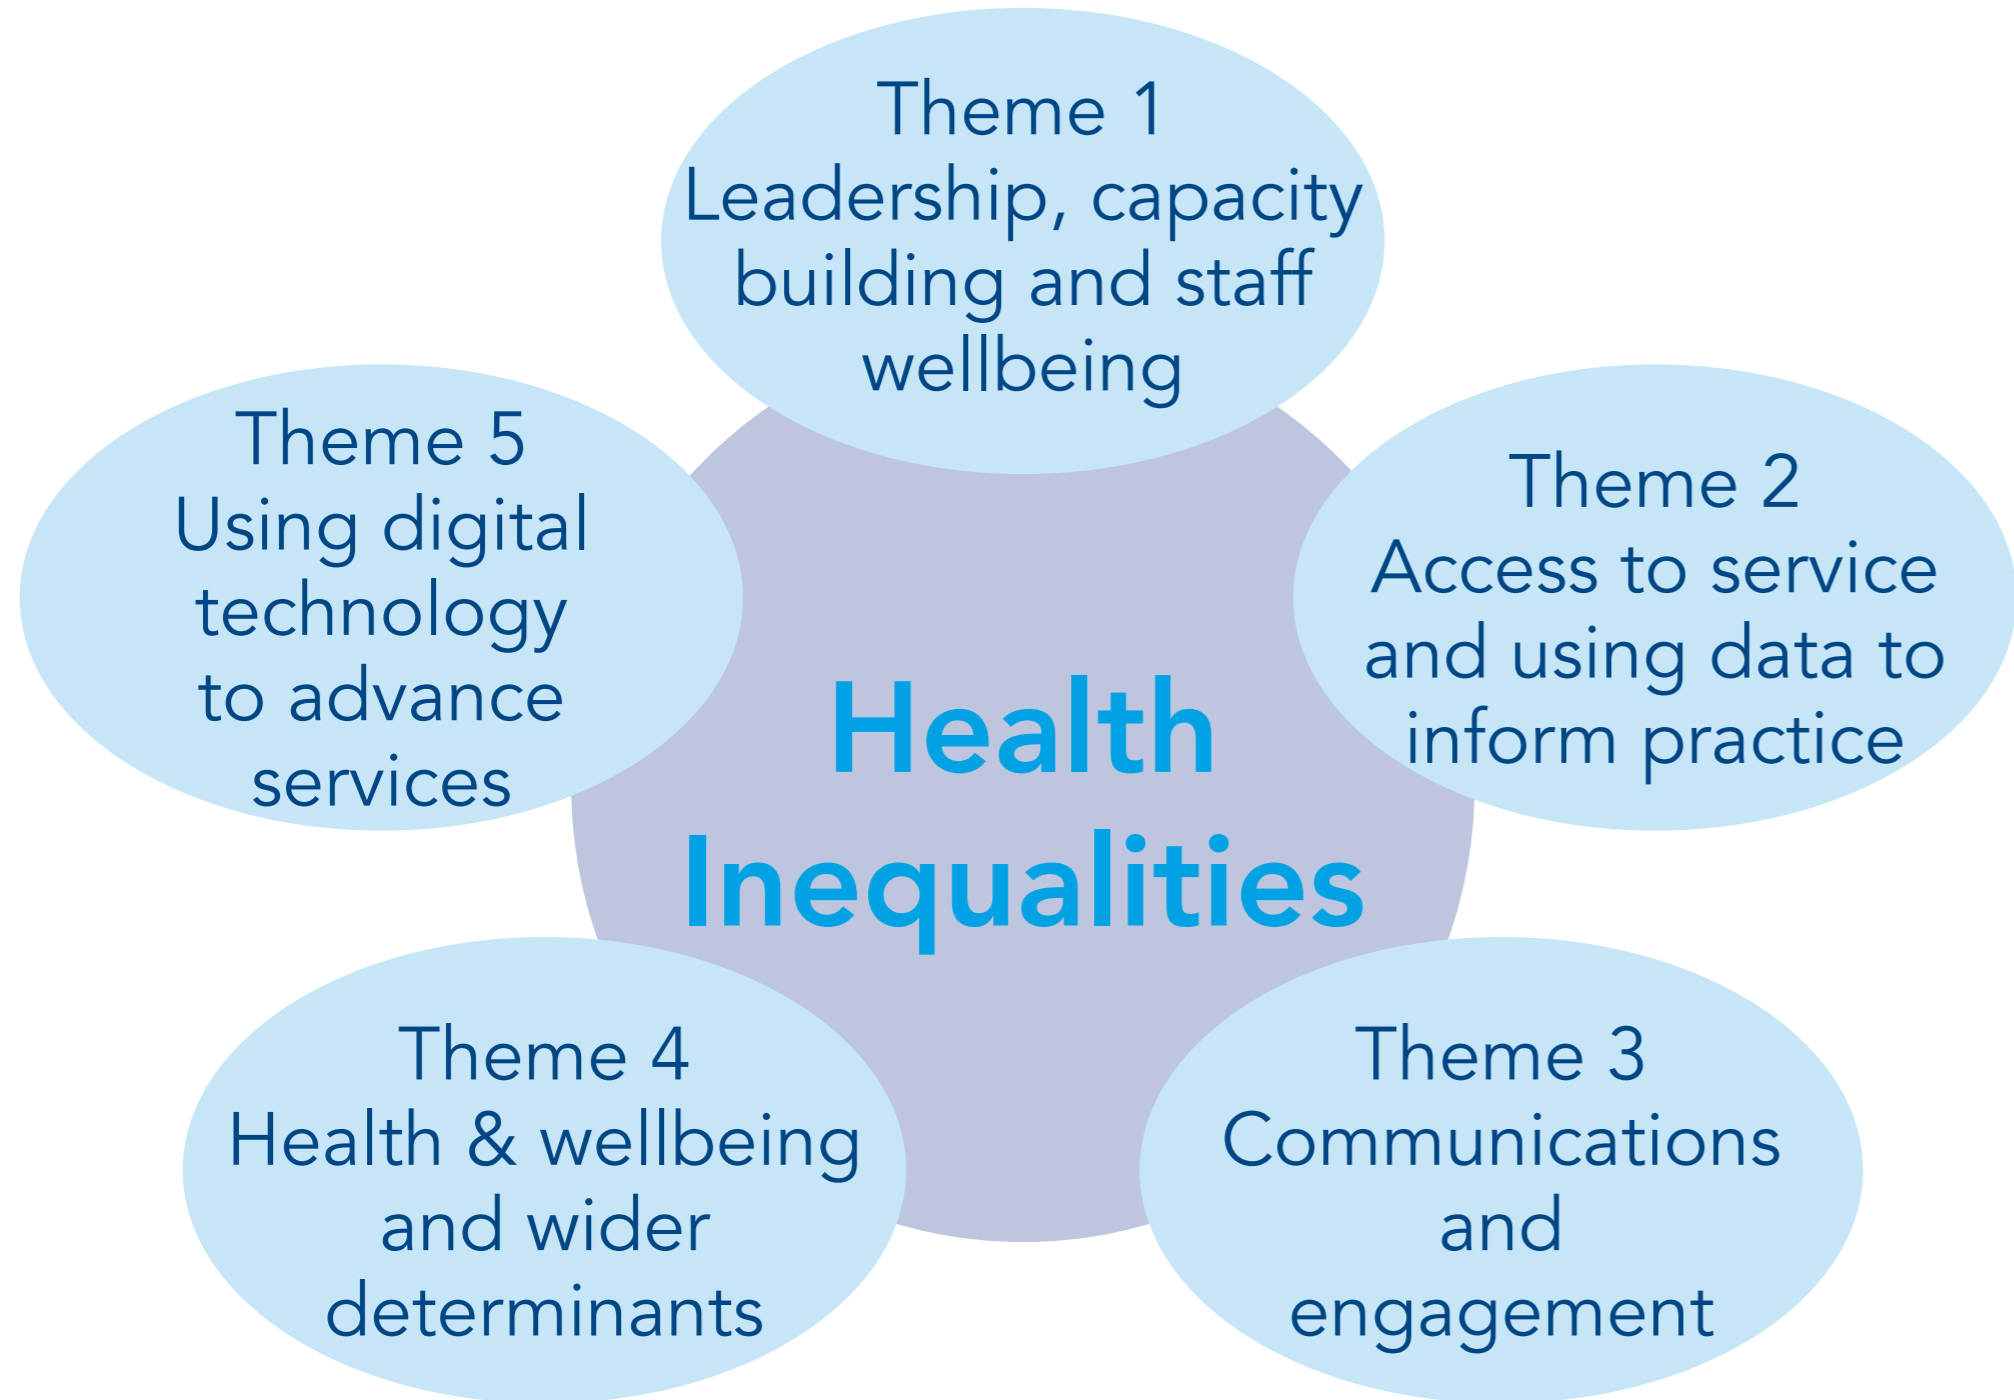 Theme 1
Leadership, capacity
building and staff
wellbeing
Theme 2
Access to service
and using data to
inform practice
Theme 3
Communications
and
engagement
Theme 4
Health & wellbeing
and wider
determinants
Theme 5
Using digital
technology
to advance
services
Health
Inequalities